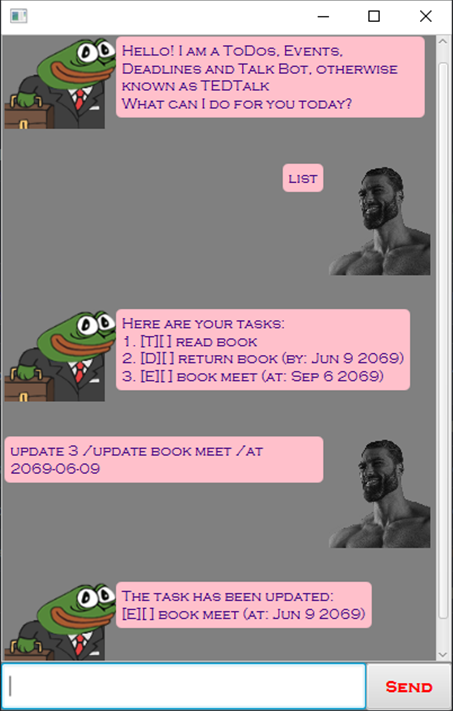 Hello! I am a ToDos, Events,
Deadlines and Talk Bot, otherwise
known as TEDTalk
What can I do for you today?
list
Here are your tasks:
1. [T][ ] read book
2. [D][ ] return book (by: Jun 9 2069)
3. [E][ ] book meet (at: Sep 6 2069)
update 3 /update book meet /at
2069-06-09
The task has been updated:
[E][ ] book meet (at: Jun 9 2069)
Send